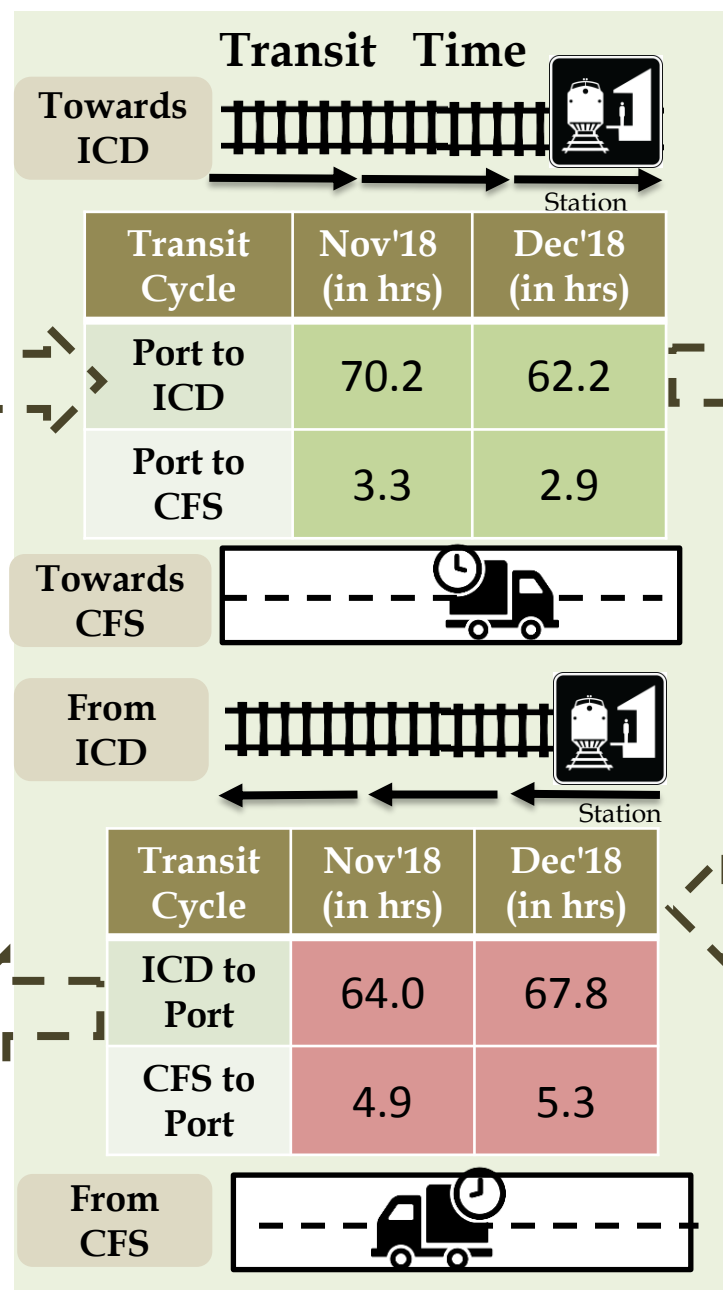 Transit Time
Towards
ICD
Station
Transit
Cycle
Nov'18
(in hrs)
Dec'18
(in hrs)
Port to
ICD
70.2
62.2
Port to
CFS
3.3
2.9
Towards
CFS
From
ICD
Station
Transit
Cycle
Nov'18
(in hrs)
Dec'18
(in hrs)
ICD to
Port
64.0
67.8
CFS to
Port
4.9
5.3
From
CFS